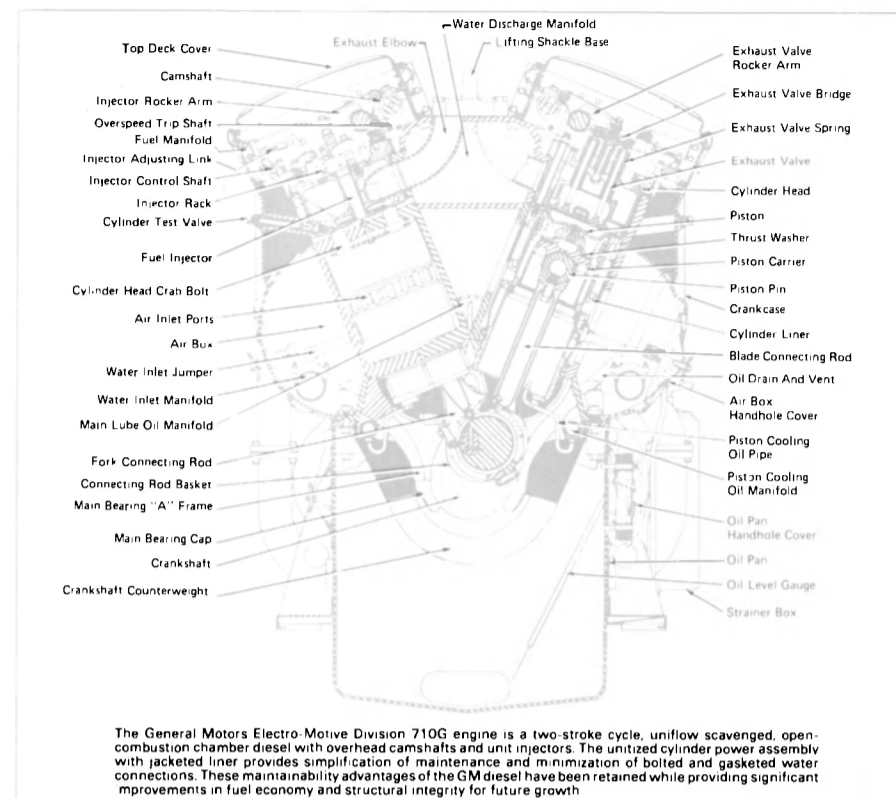 Water Discharge Manifold
Exhaust Elbow
Lifting Shackle Base
Top Deck Cover
Camshaft
Injector Rocker Arm
Overspeed Trip Shaft
Fuel Manifold
Injector Adjusting Link
Injector Control Shaft
Injector Rack
Cylinder Test Valve
Fuel Injector
Cylinder Head Crab Bolt
Air Inlet Ports
Air Box
Water Inlet Jumper
Water Inlet Manifold
Main Lube Oil Manifold
Fork Connecting Rod
Connecting Rod Basket
Main Bearing "A" Frame
Main Bearing Cap
Crankshaft
Crankshaft Counterweight
Exhaust Valve
Rocker Arm
Exhaust Valve Bridge
Exhaust Valve Spring
Exhaust Valve
Cylinder Head
Piston
Thrust Washer
Piston Carrier
Piston Pin
Crankcase
Cylinder Liner
Blade Connecting Rod
Oil Drain And Vent
Air Box
Handhole Cover
Piston Cooling
Oil Pipe
Piston Cooling
Oil Manifold
Oil Pan
Handhole Cover
Oil Pan
Oil Level Gauge
Strainer Box
The General Motors Electro-Motive Division 710G engine is a two-stroke cycle, uniflow scavenged, open-
combustion chamber diesel with overhead camshafts and unit injectors. The unitized cylinder power assembly
with jacketed liner provides simplification of maintenance and minimization of bolted and gasketed water
connections. These maintainability advantages of the GM diesel have been retained while providing significant
mprovements in fuel economy and structural integrity for future growth